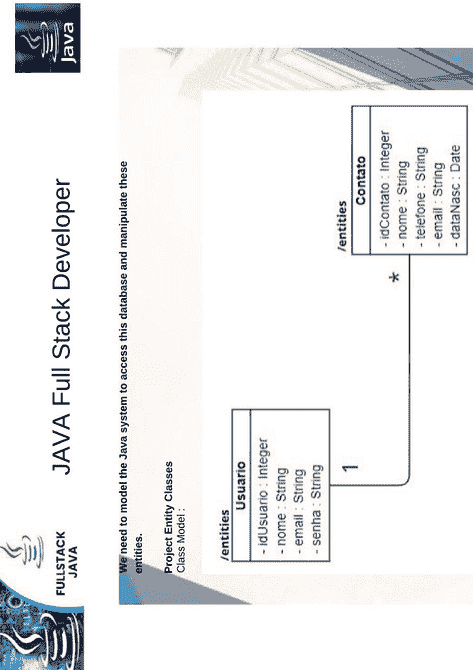 FULLSTACK
JAVA
JAVA Full Stack Developer
Java
We need to model the Java system to access this database and manipulate these
entities.
Project Entity Classes
Class Model :
/entities
Usuario
- idUsuario : Integer
- nome : String
- email : String
- senha : String
1
*
/entities
Contato
- idContato : Integer
- nome : String
- telefone : String
- email : String
- dataNasc : Date